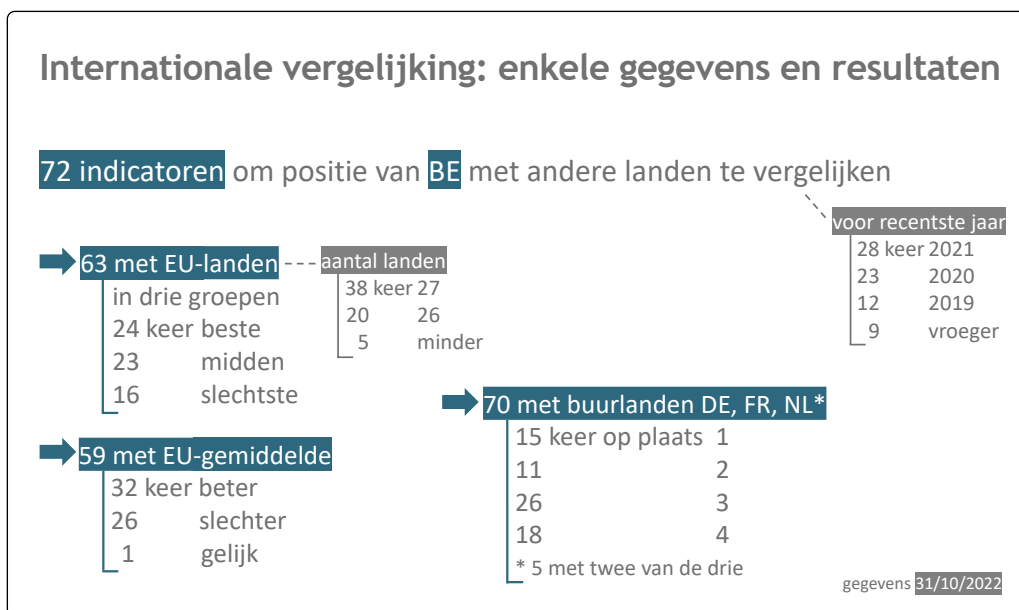 Internationale vergelijking: enkele gegevens en resultaten
72 indicatoren om positie van BE met andere landen te vergelijken
voor recentste jaar
28 keer 2021
23 2020
12 2019
9 vroeger
63 met EU-landen
in drie groepen
24 keer beste
23 midden
16 slechtste
aantal landen
38 keer 27
20 26
5 minder
59 met EU-gemiddelde
32 keer beter
26 slechter
1 gelijk
70 met buurlanden DE, FR, NL*
15 keer op plaats 1
11 2
26 3
18 4
* 5 met twee van de drie
gegevens 31/10/2022